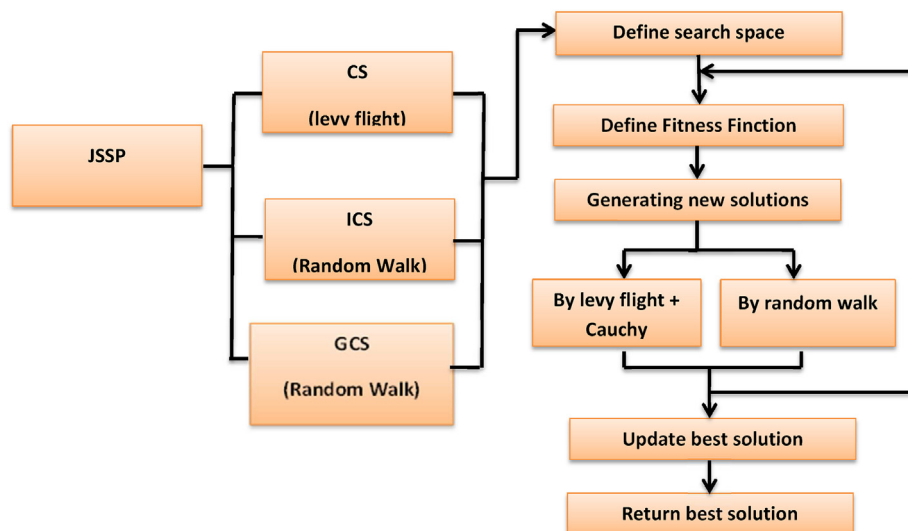 JSSP
CS
(levy flight)
ICS
(Random Walk)
GCS
(Random Walk)
Define search space
Define Fitness Finction
Generating new solutions
By levy flight +
Cauchy
By random walk
Update best solution
Return best solution